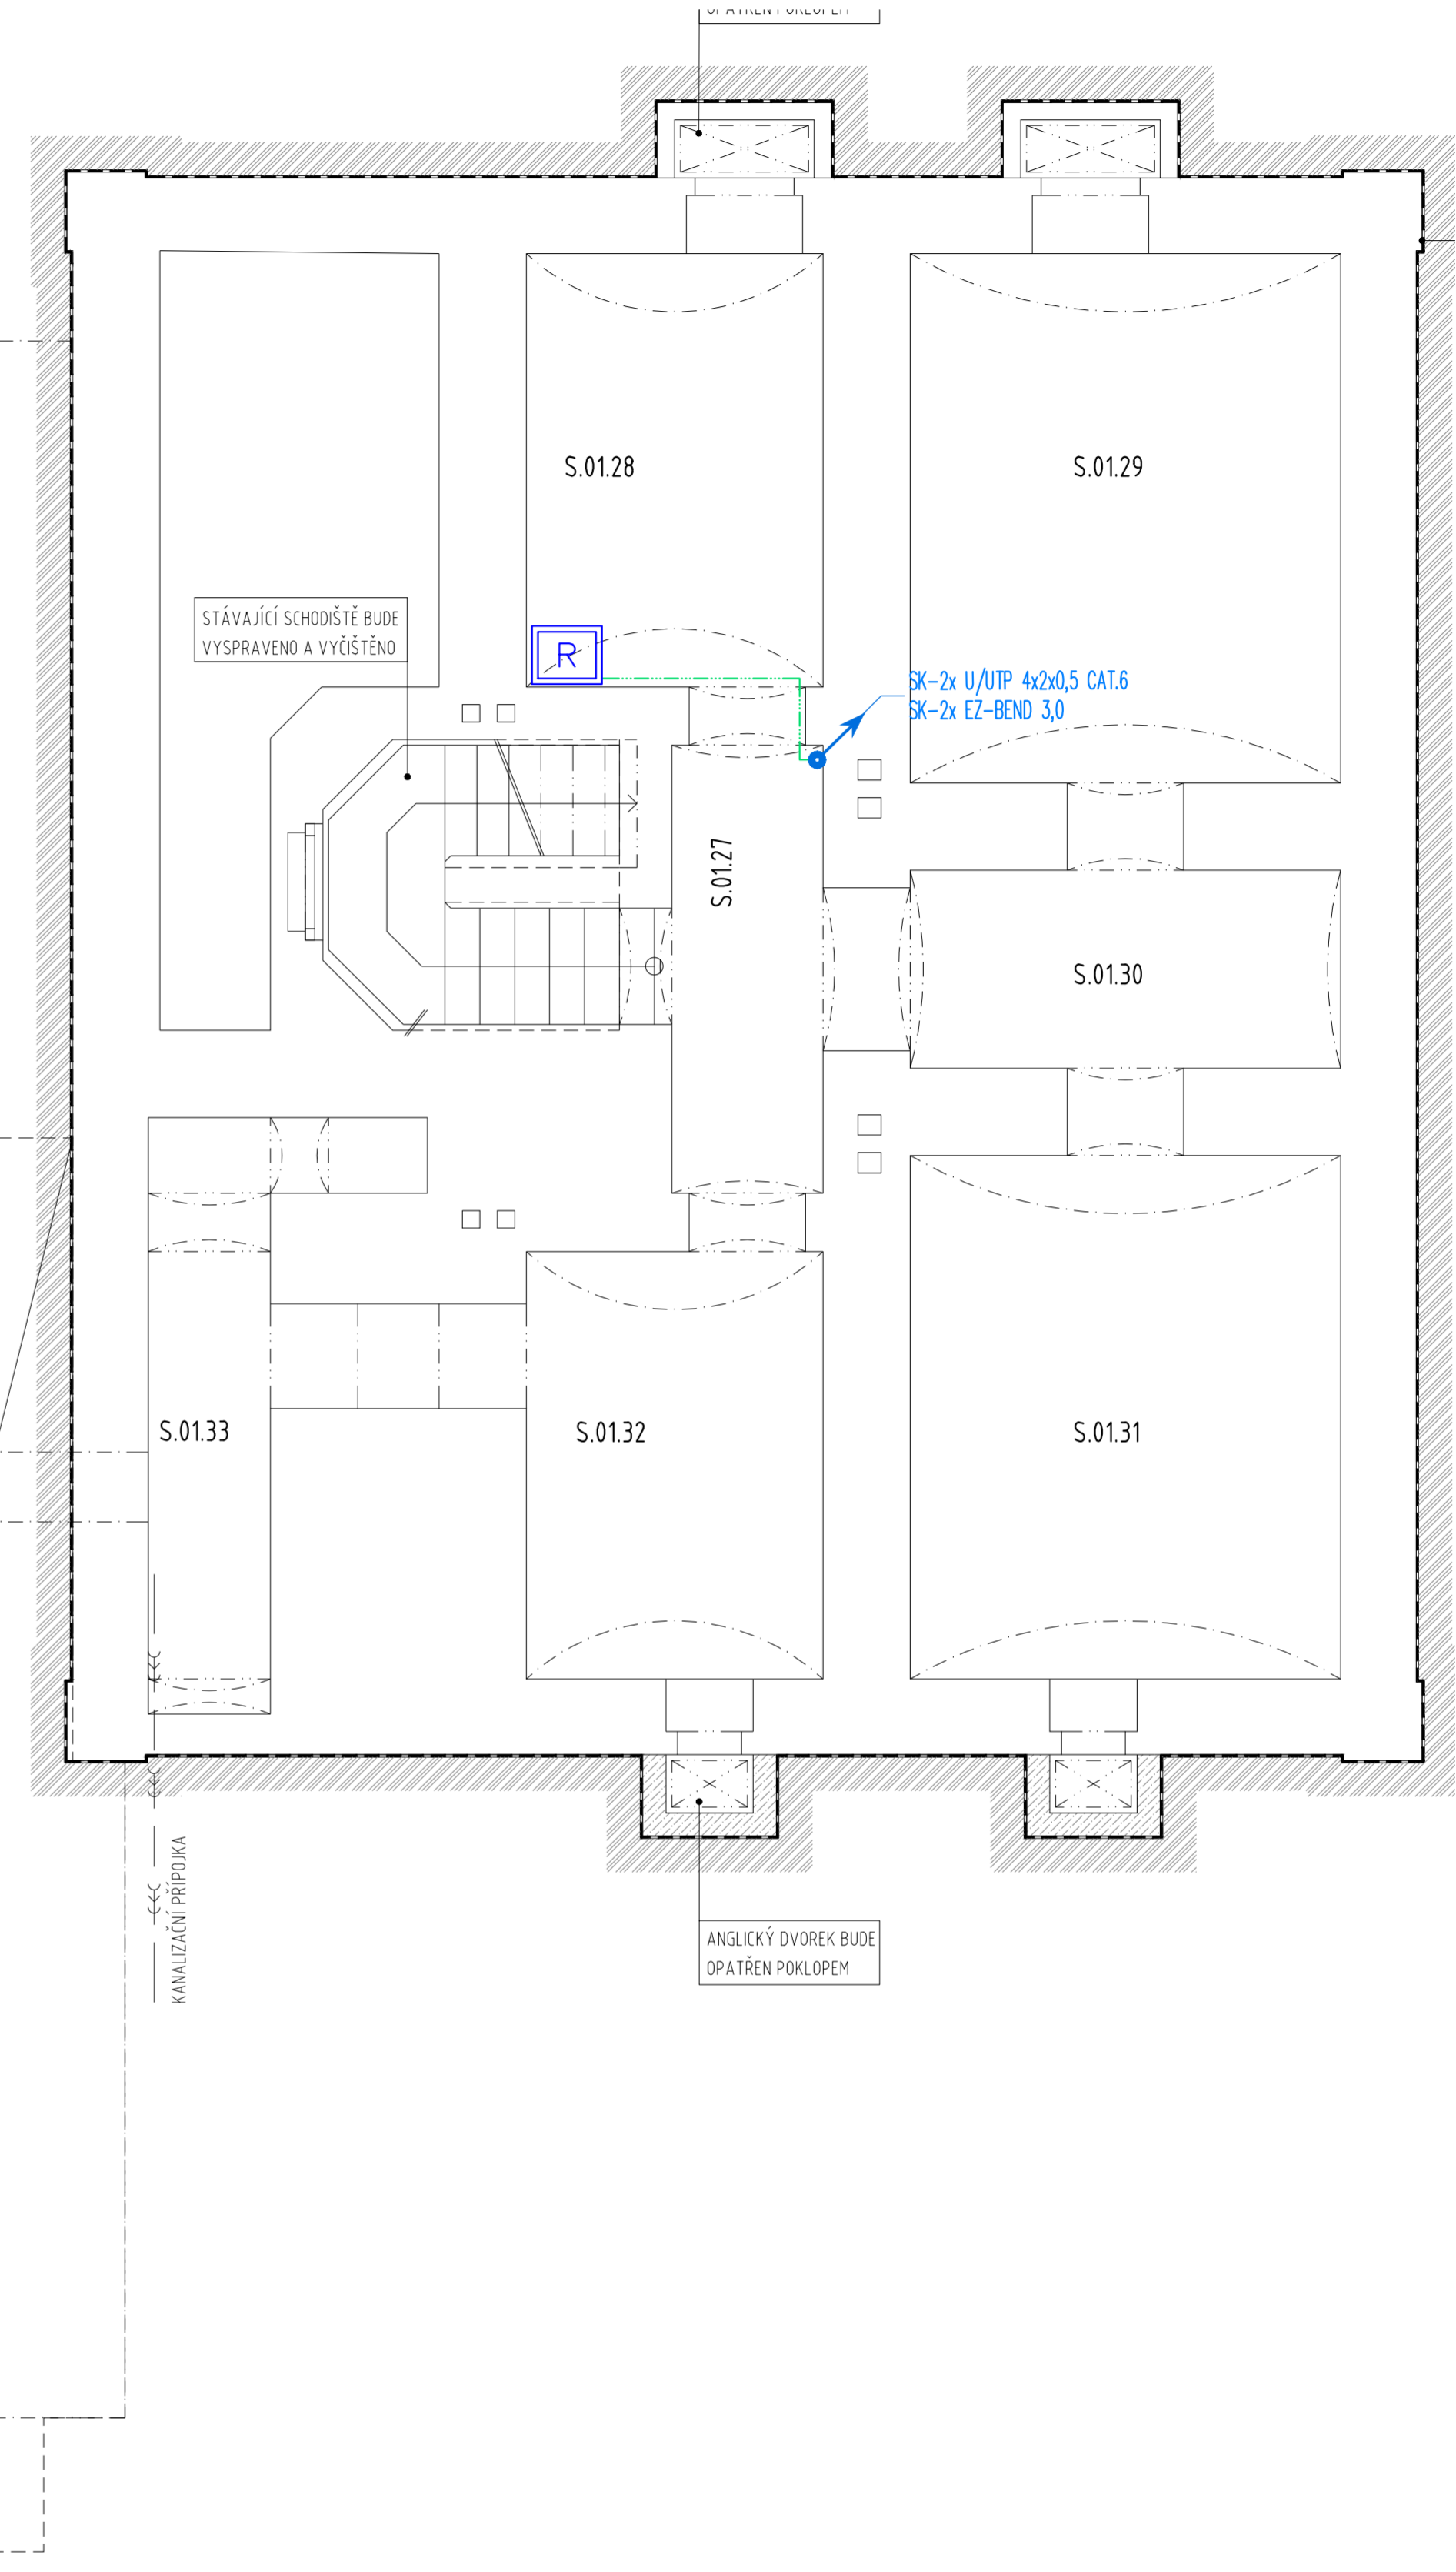 OPATŘEN POKLOPEM
S.01.28
S.01.29
STÁVAJÍCÍ SCHODIŠTĚ BUDE
VYSPRAVENO A VYČIŠTĚNO
R
SK-2x U/UTP 4x2x0,5 CAT.6
SK-2x EZ-BEND 3,0
S.01.27
S.01.30
S.01.33
S.01.32
S.01.31
KANALIZAČNÍ PŘÍPOJKA
ANGLICKÝ DVOREK BUDE
OPATŘEN POKLOPEM